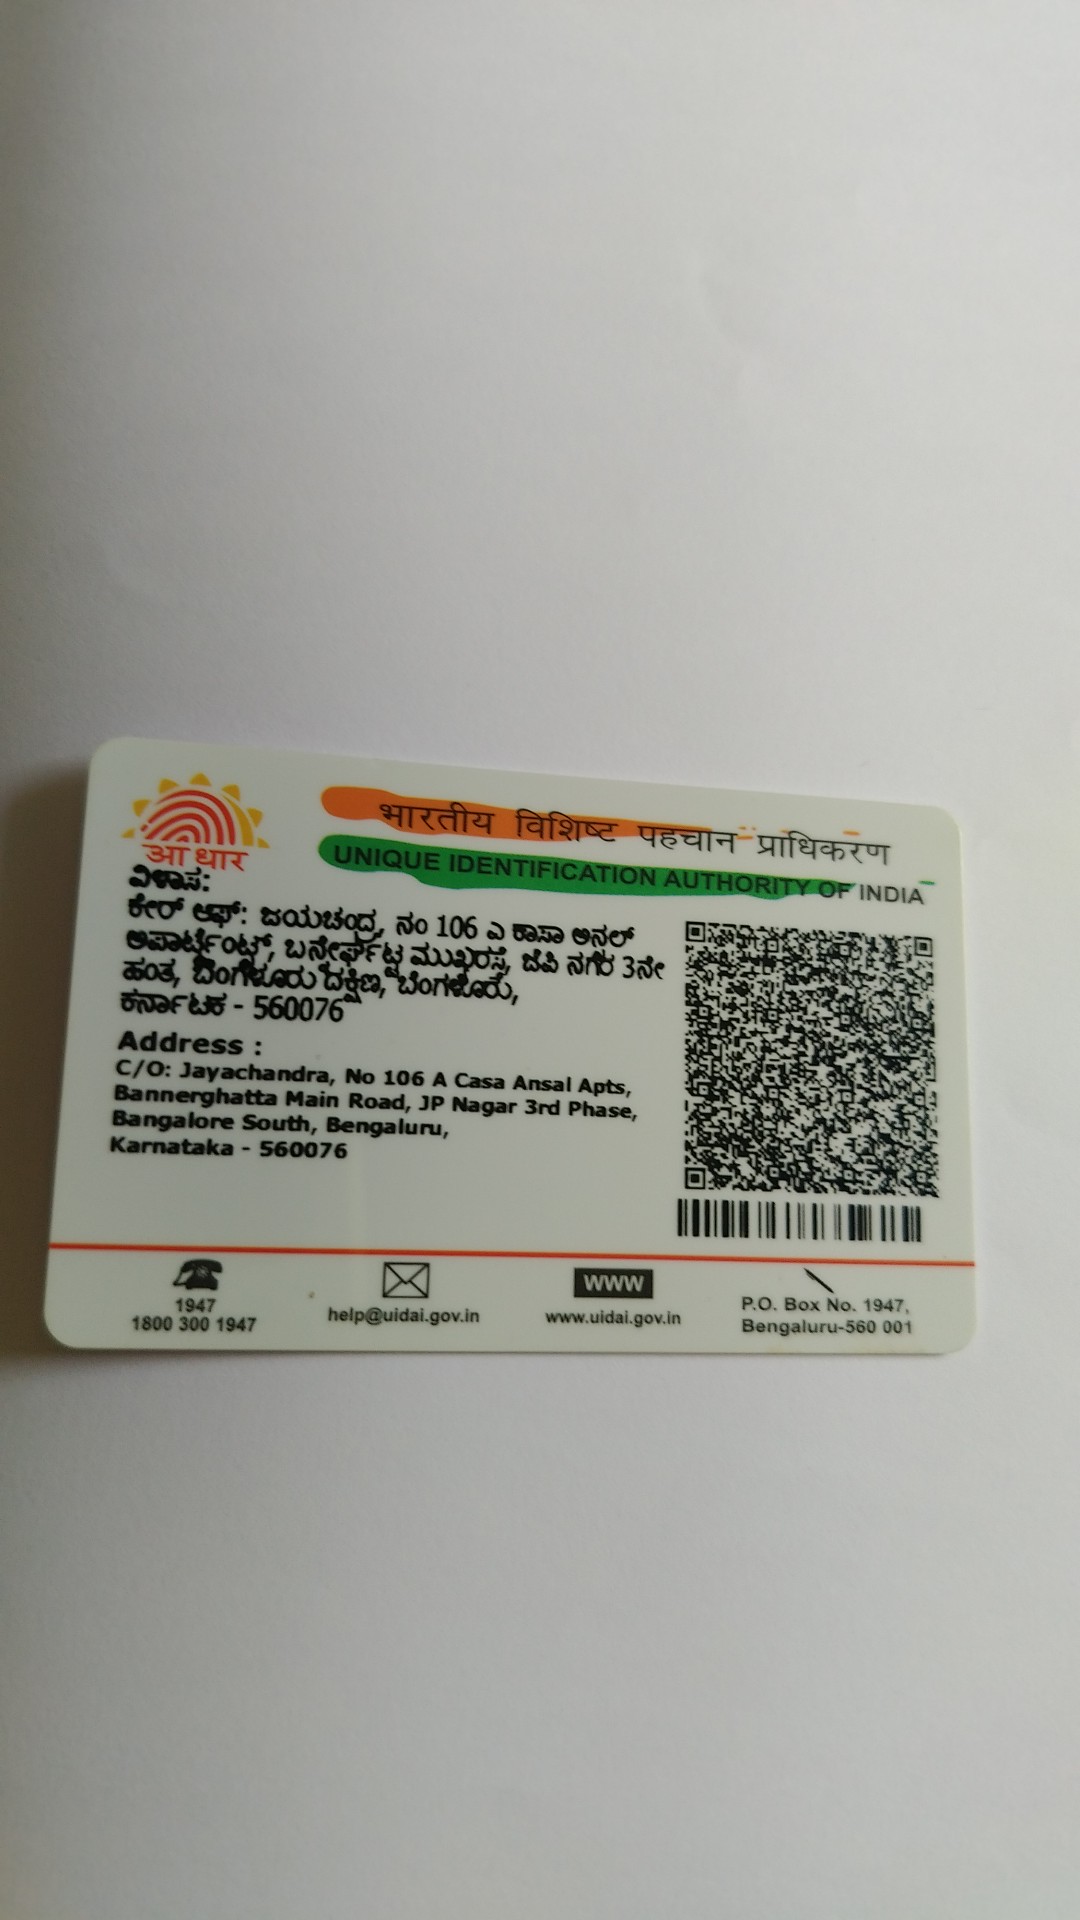 आधार
भारतीय विशिष्ट पहचान प्राधिकरण
UNIQUE IDENTIFICATION AUTHORITY OF INDIA
ವಿಳಾಸ:
ಕೇರ್ ಆಫ್: ಜಯಚಂದ್ರ, ನಂ 106 ಎ ಕಾಸಾ ಅನಲ್
ಅಪಾರ್ಟ್ಮೆಂಟ್ಸ್, ಬನೇರ್ಘಟ್ಟ ಮುಖ್ಯರಸ್ತೆ, ಜೆಪಿ ನಗರ 3ನೇ
ಹಂತ, ಬೆಂಗಳೂರು ದಕ್ಷಿಣ, ಬೆಂಗಳೂರು,
ಕರ್ನಾಟಕ - 560076
Address :
C/O: Jayachandra, No 106 A Casa Ansal Apts,
Bannerghatta Main Road, JP Nagar 3rd Phase,
Bangalore South, Bengaluru,
Karnataka - 560076
1947
1800 300 1947
help@uidai.gov.in
www
www.uidai.gov.in
P.O. Box No. 1947,
Bengaluru-560 001